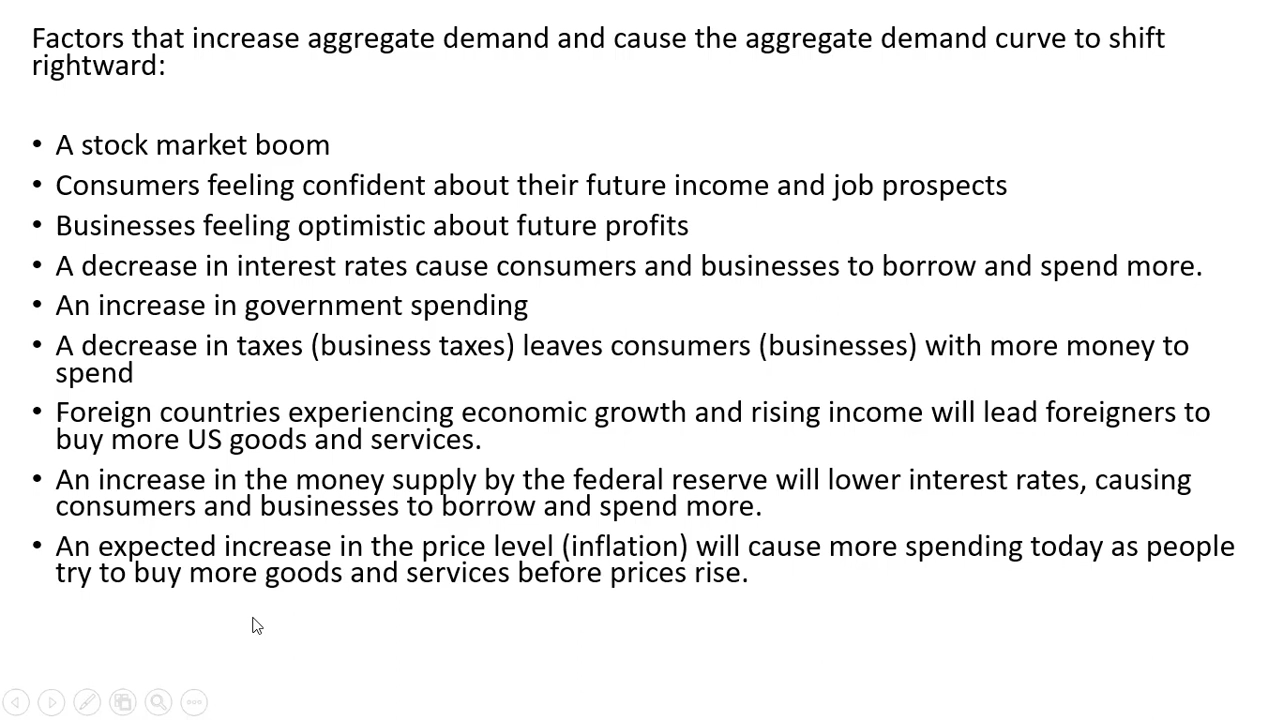 Factors that increase aggregate demand and cause the aggregate demand curve to shift
rightward:
• A stock market boom
• Consumers feeling confident about their future income and job prospects
• Businesses feeling optimistic about future profits
• A decrease in interest rates cause consumers and businesses to borrow and spend more.
• An increase in government spending
• A decrease in taxes (business taxes) leaves consumers (businesses) with more money to
spend
• Foreign countries experiencing economic growth and rising income will lead foreigners to
buy more US goods and services.
• An increase in the money supply by the federal reserve will lower interest rates, causing
consumers and businesses to borrow and spend more.
• An expected increase in the price level (inflation) will cause more spending today as people
try to buy more goods and services before prices rise.